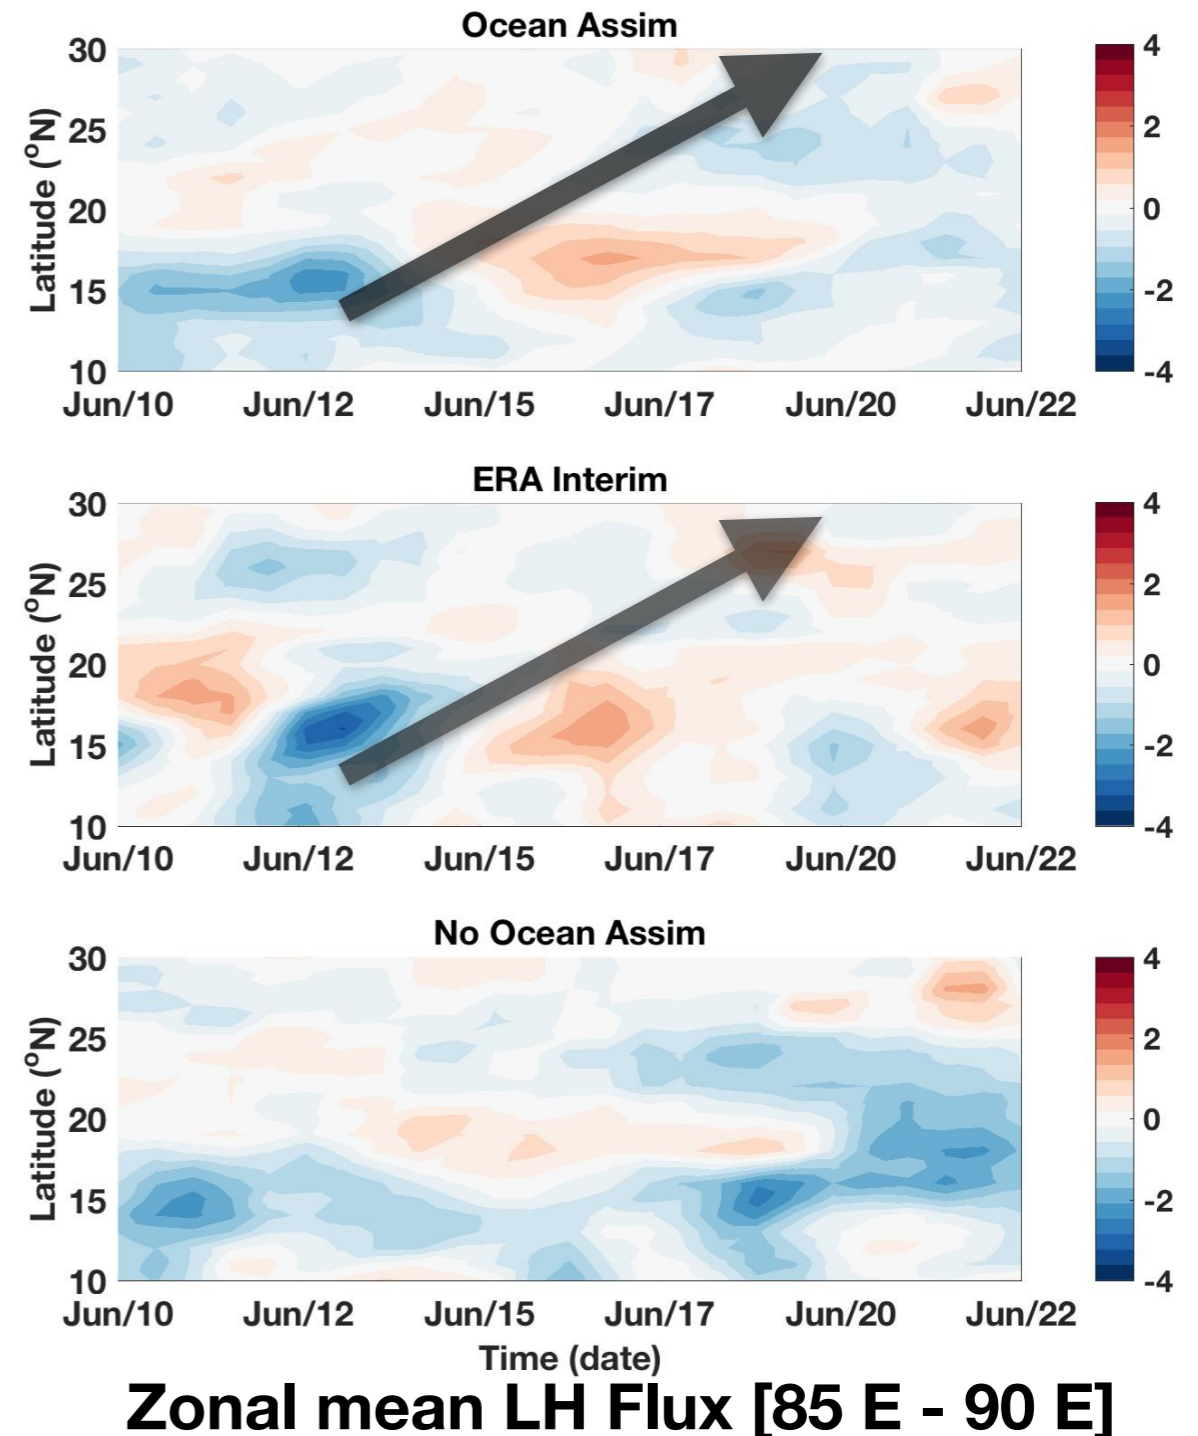 Ocean Assim
30
25
20
15
10
Latitude (°N)
Jun/10 Jun/12 Jun/15 Jun/17 Jun/20 Jun/22
4
2
0
-2
-4
ERA Interim
30
25
20
15
10
Latitude (°N)
Jun/10 Jun/12 Jun/15 Jun/17 Jun/20 Jun/22
4
2
0
-2
-4
No Ocean Assim
30
25
20
15
10
Latitude (°N)
Jun/10 Jun/12 Jun/15 Jun/17 Jun/20 Jun/22
4
2
0
-2
-4
Time (date)
Zonal mean LH Flux [85 E - 90 E]